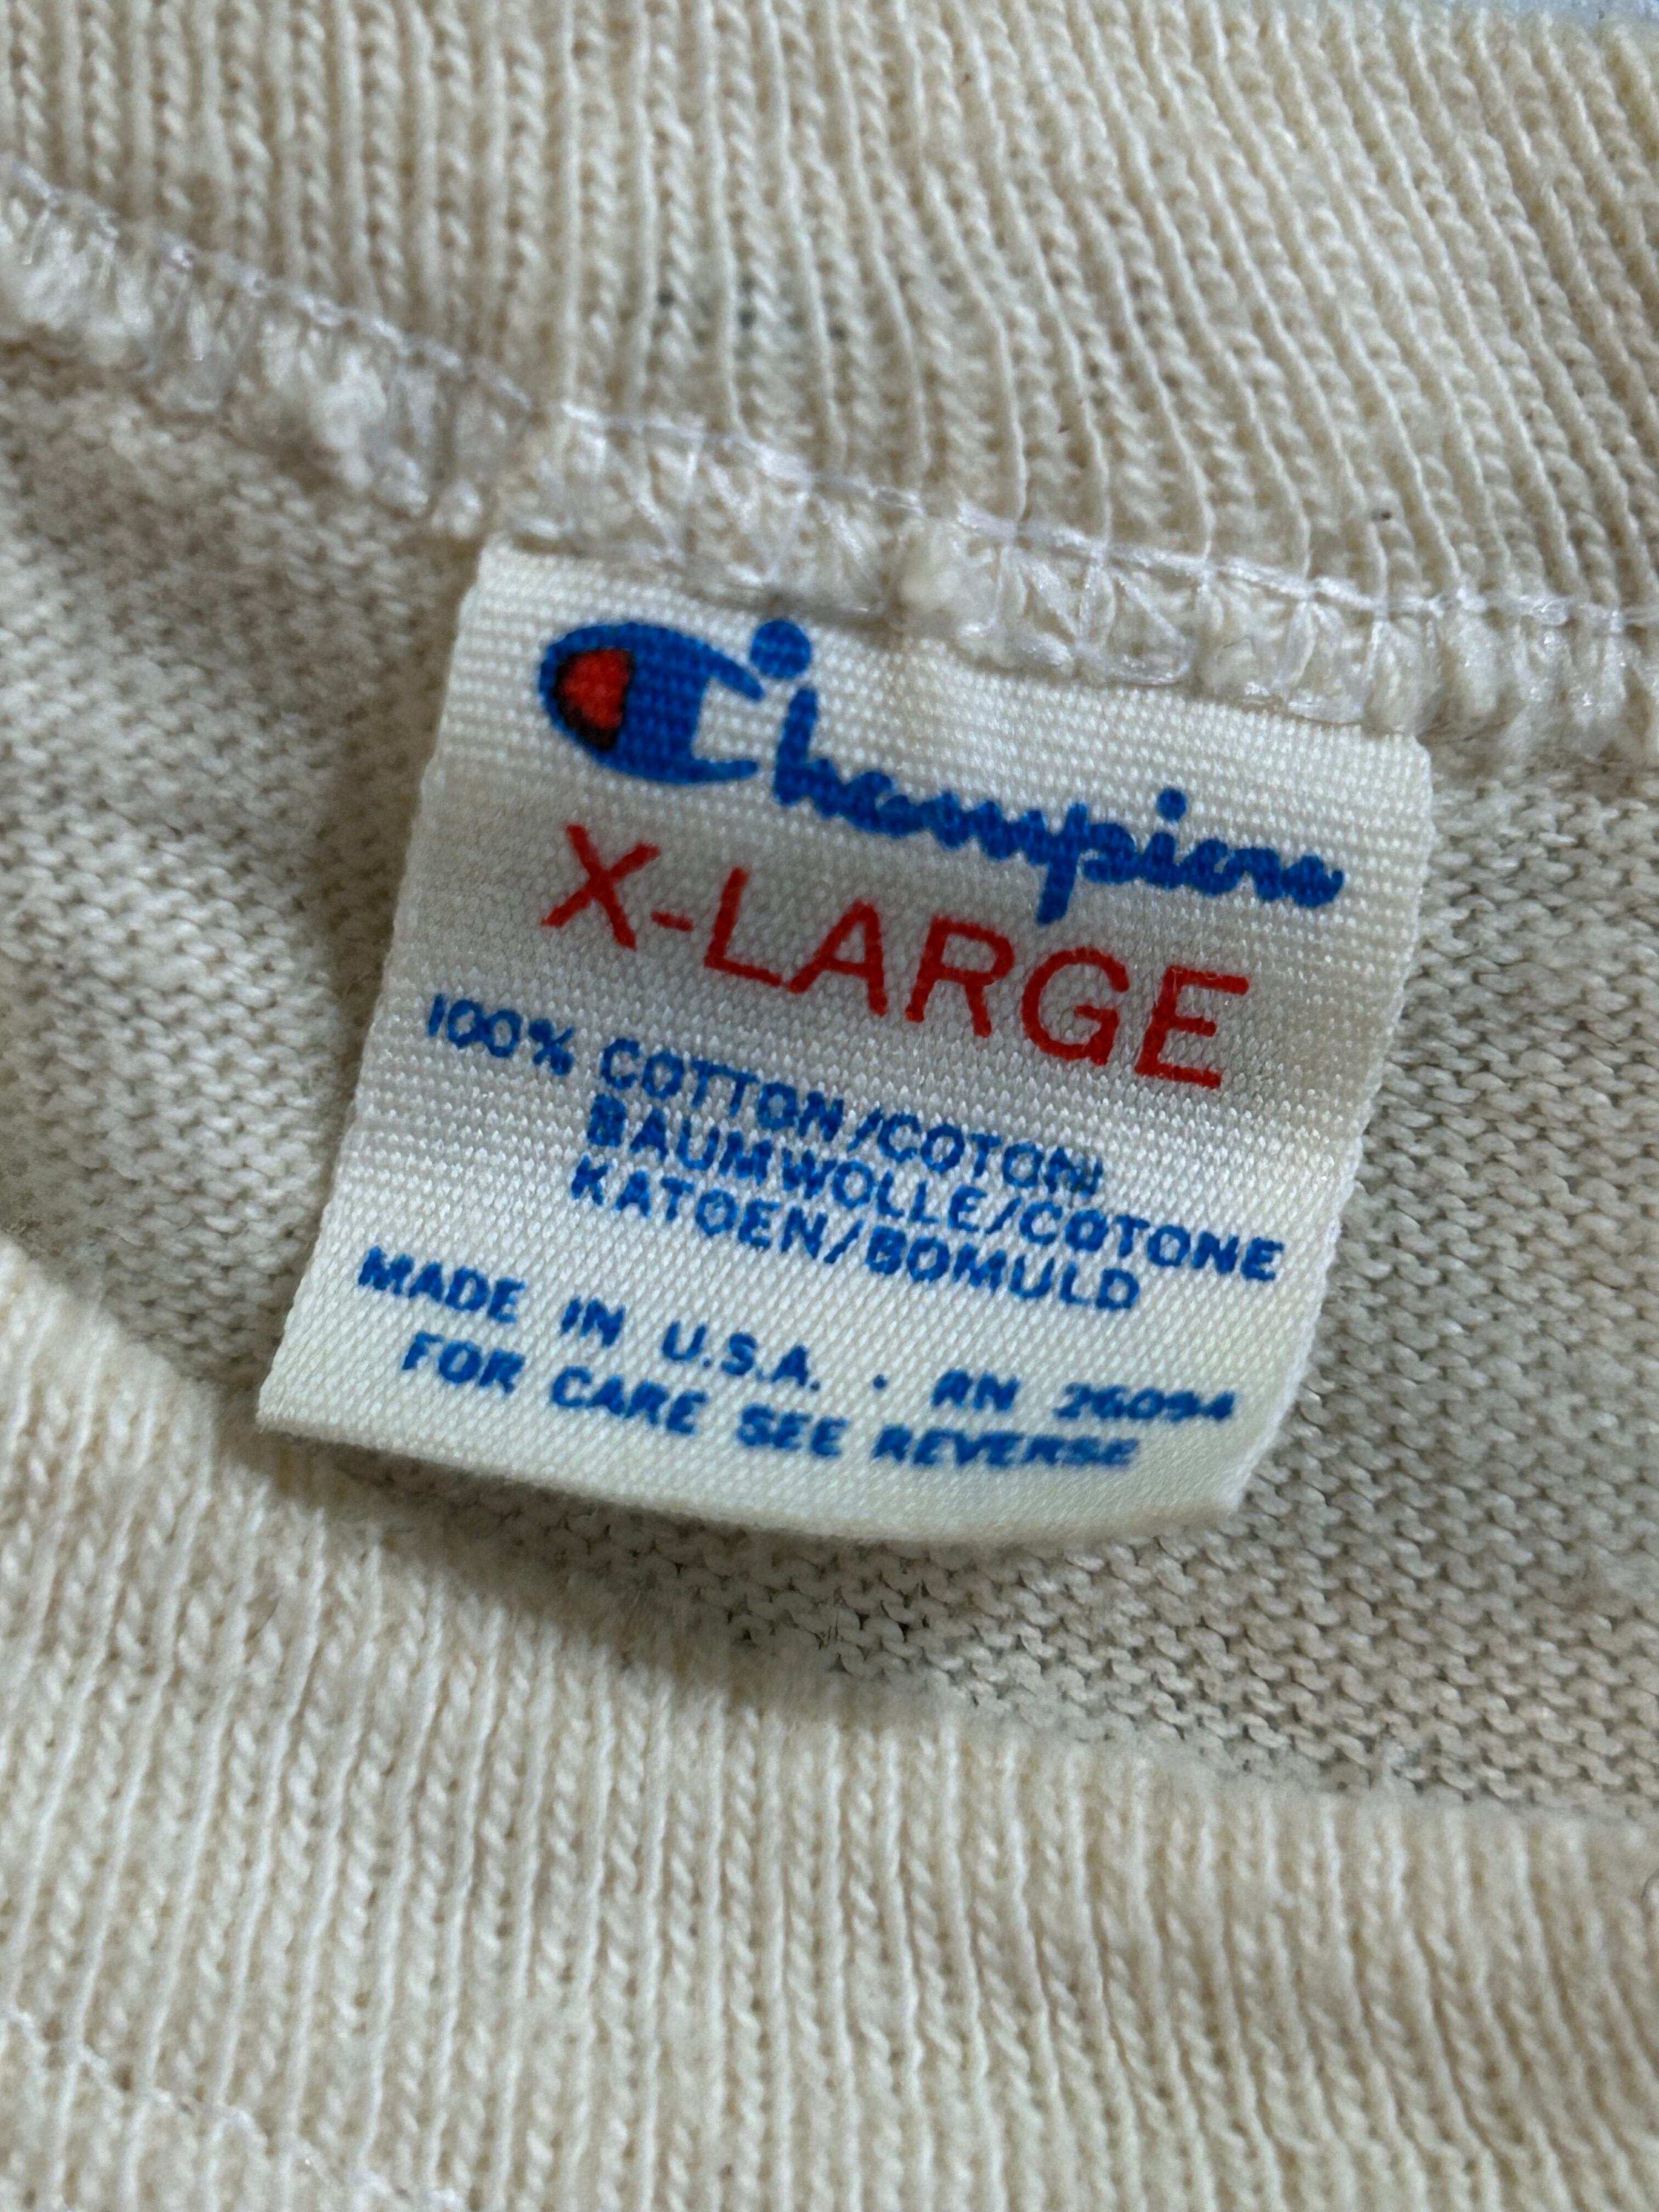 Champion
X-LARGE
100% COTTON/COTON/
BAUMWOLLE/COTONE
KATOEN/BOMULD
MADE IN U.S.A. • RN 26094
FOR CARE SEE REVERSE